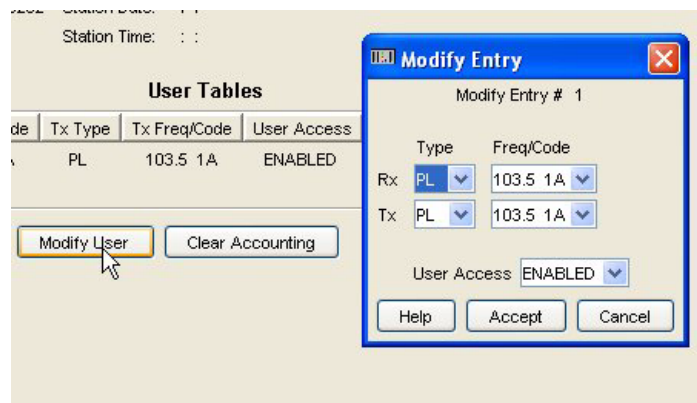 Station Date: : :
Station Time: : :
User Tables
Tx Type Tx Freq/Code User Access
PL 103.5 1A ENABLED
Modify User Clear Accounting
Modify Entry
Modify Entry # 1
Type Freq/Code
Rx PL 103.5 1A
Tx PL 103.5 1A
User Access ENABLED
Help Accept Cancel